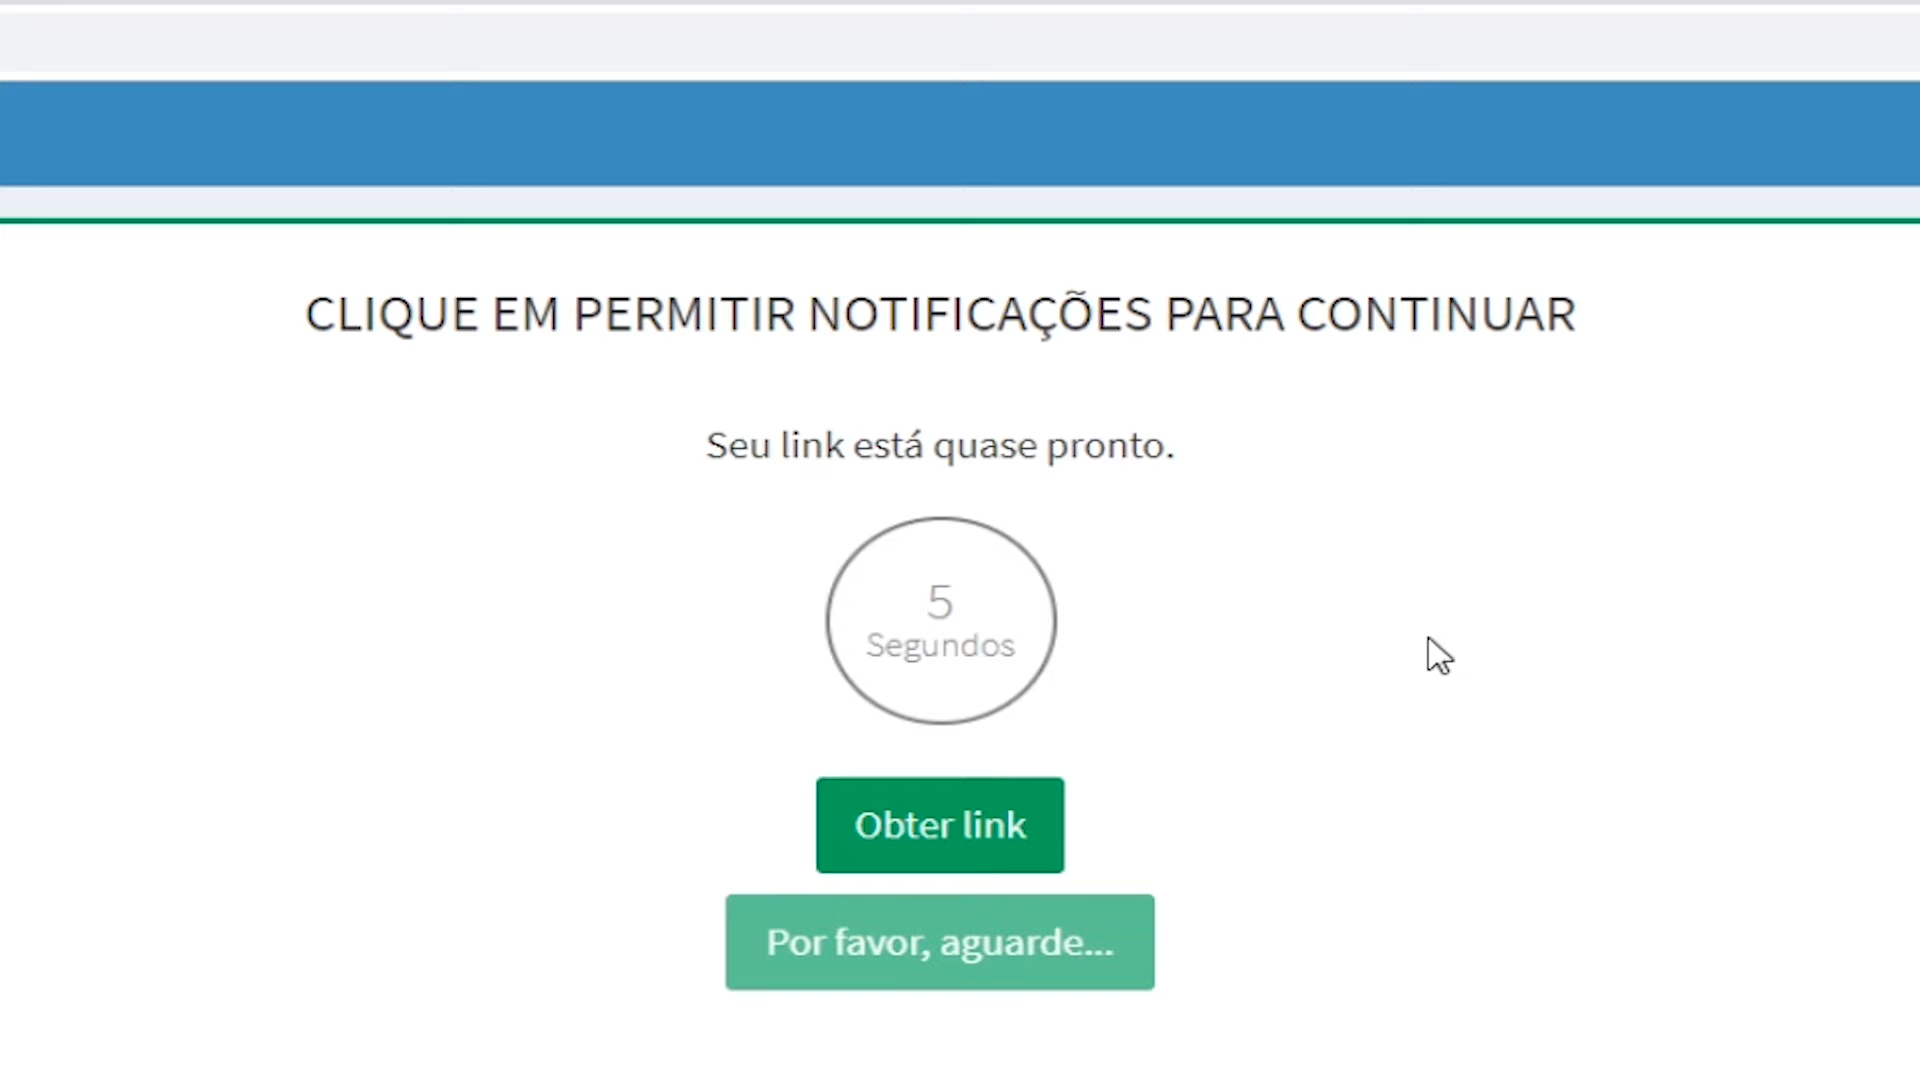 CLIQUE EM PERMITIR NOTIFICAÇÕES PARA CONTINUAR
Seu link está quase pronto.
5
Segundos
Obter link
Por favor, aguarde...